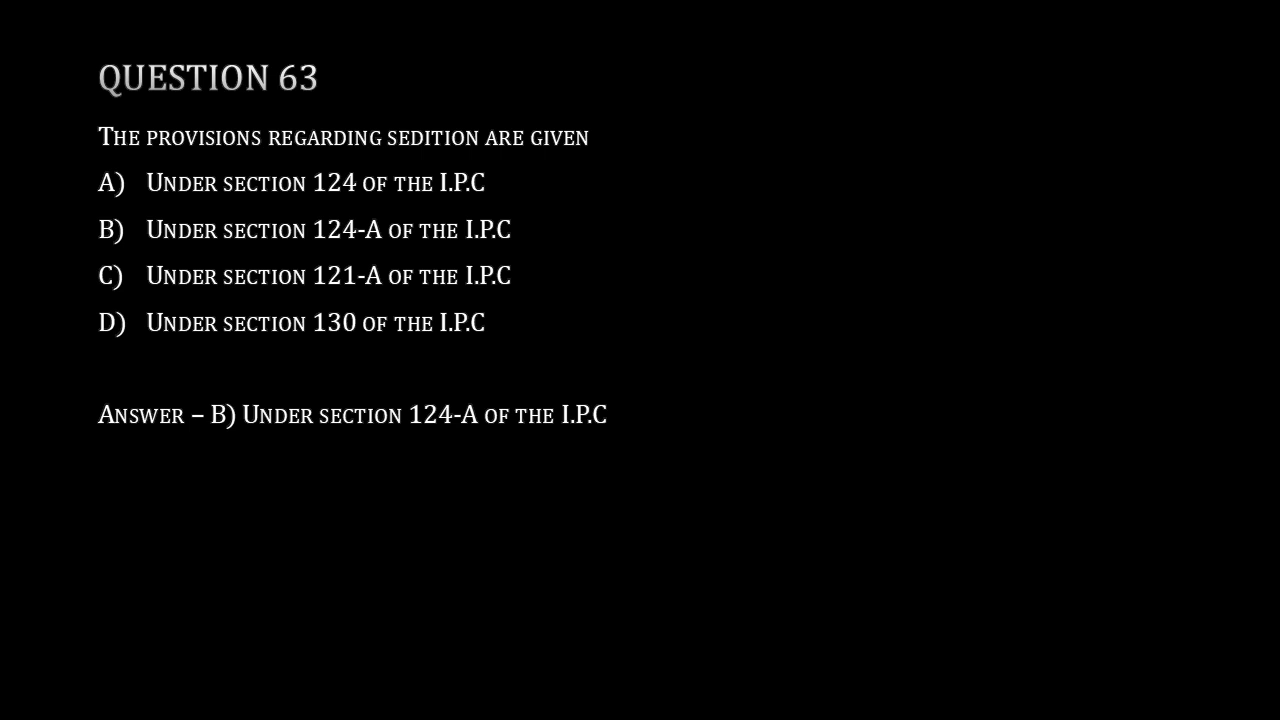 QUESTION 63
THE PROVISIONS REGARDING SEDITION ARE GIVEN
A) UNDER SECTION 124 OF THE I.P.C
B) UNDER SECTION 124-A OF THE I.P.C
C) UNDER SECTION 121-A OF THE I.P.C
D) UNDER SECTION 130 OF THE I.P.C
ANSWER – B) UNDER SECTION 124-A OF THE I.P.C